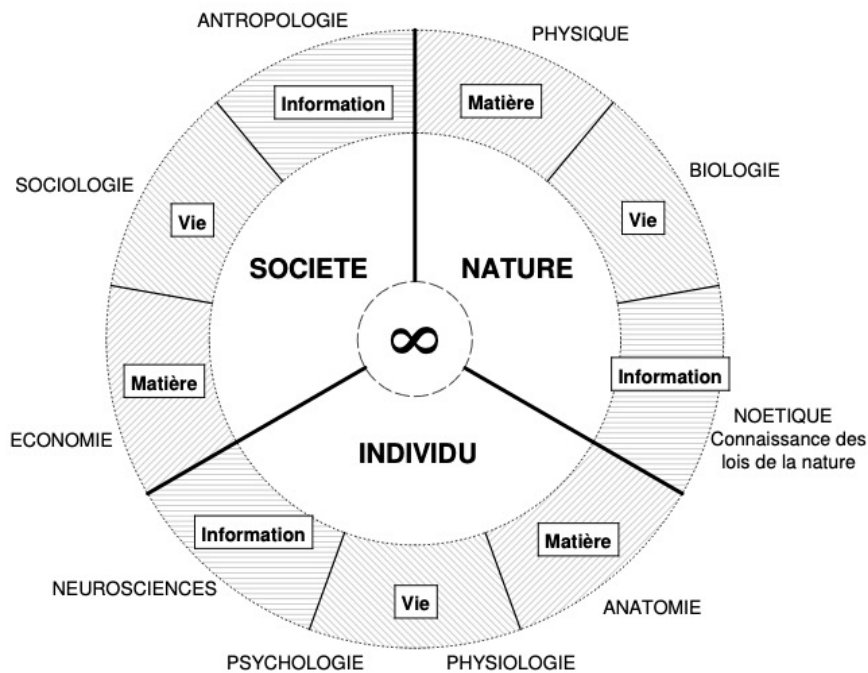 ANTROPOLOGIE
PHYSIQUE
Information
Matière
SOCIOLOGIE
BIOLOGIE
Vie
Vie
SOCIETE
NATURE
∞
Matière
Information
ECONOMIE
NOETIQUE
Connaissance des
lois de la nature
INDIVIDU
Information
Matière
NEUROSCIENCES
Vie
ANATOMIE
PSYCHOLOGIE
PHYSIOLOGIE